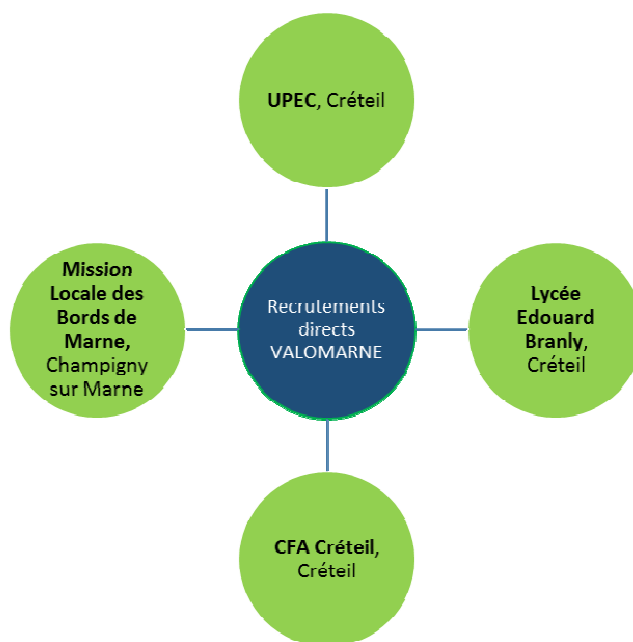 UPEC, Créteil
Mission
Locale des
Bords de
Marne,
Champigny
sur Marne
Recrutements
directs
VALOMARNE
Lycée
Edouard
Branly,
Créteil
CFA Créteil,
Créteil